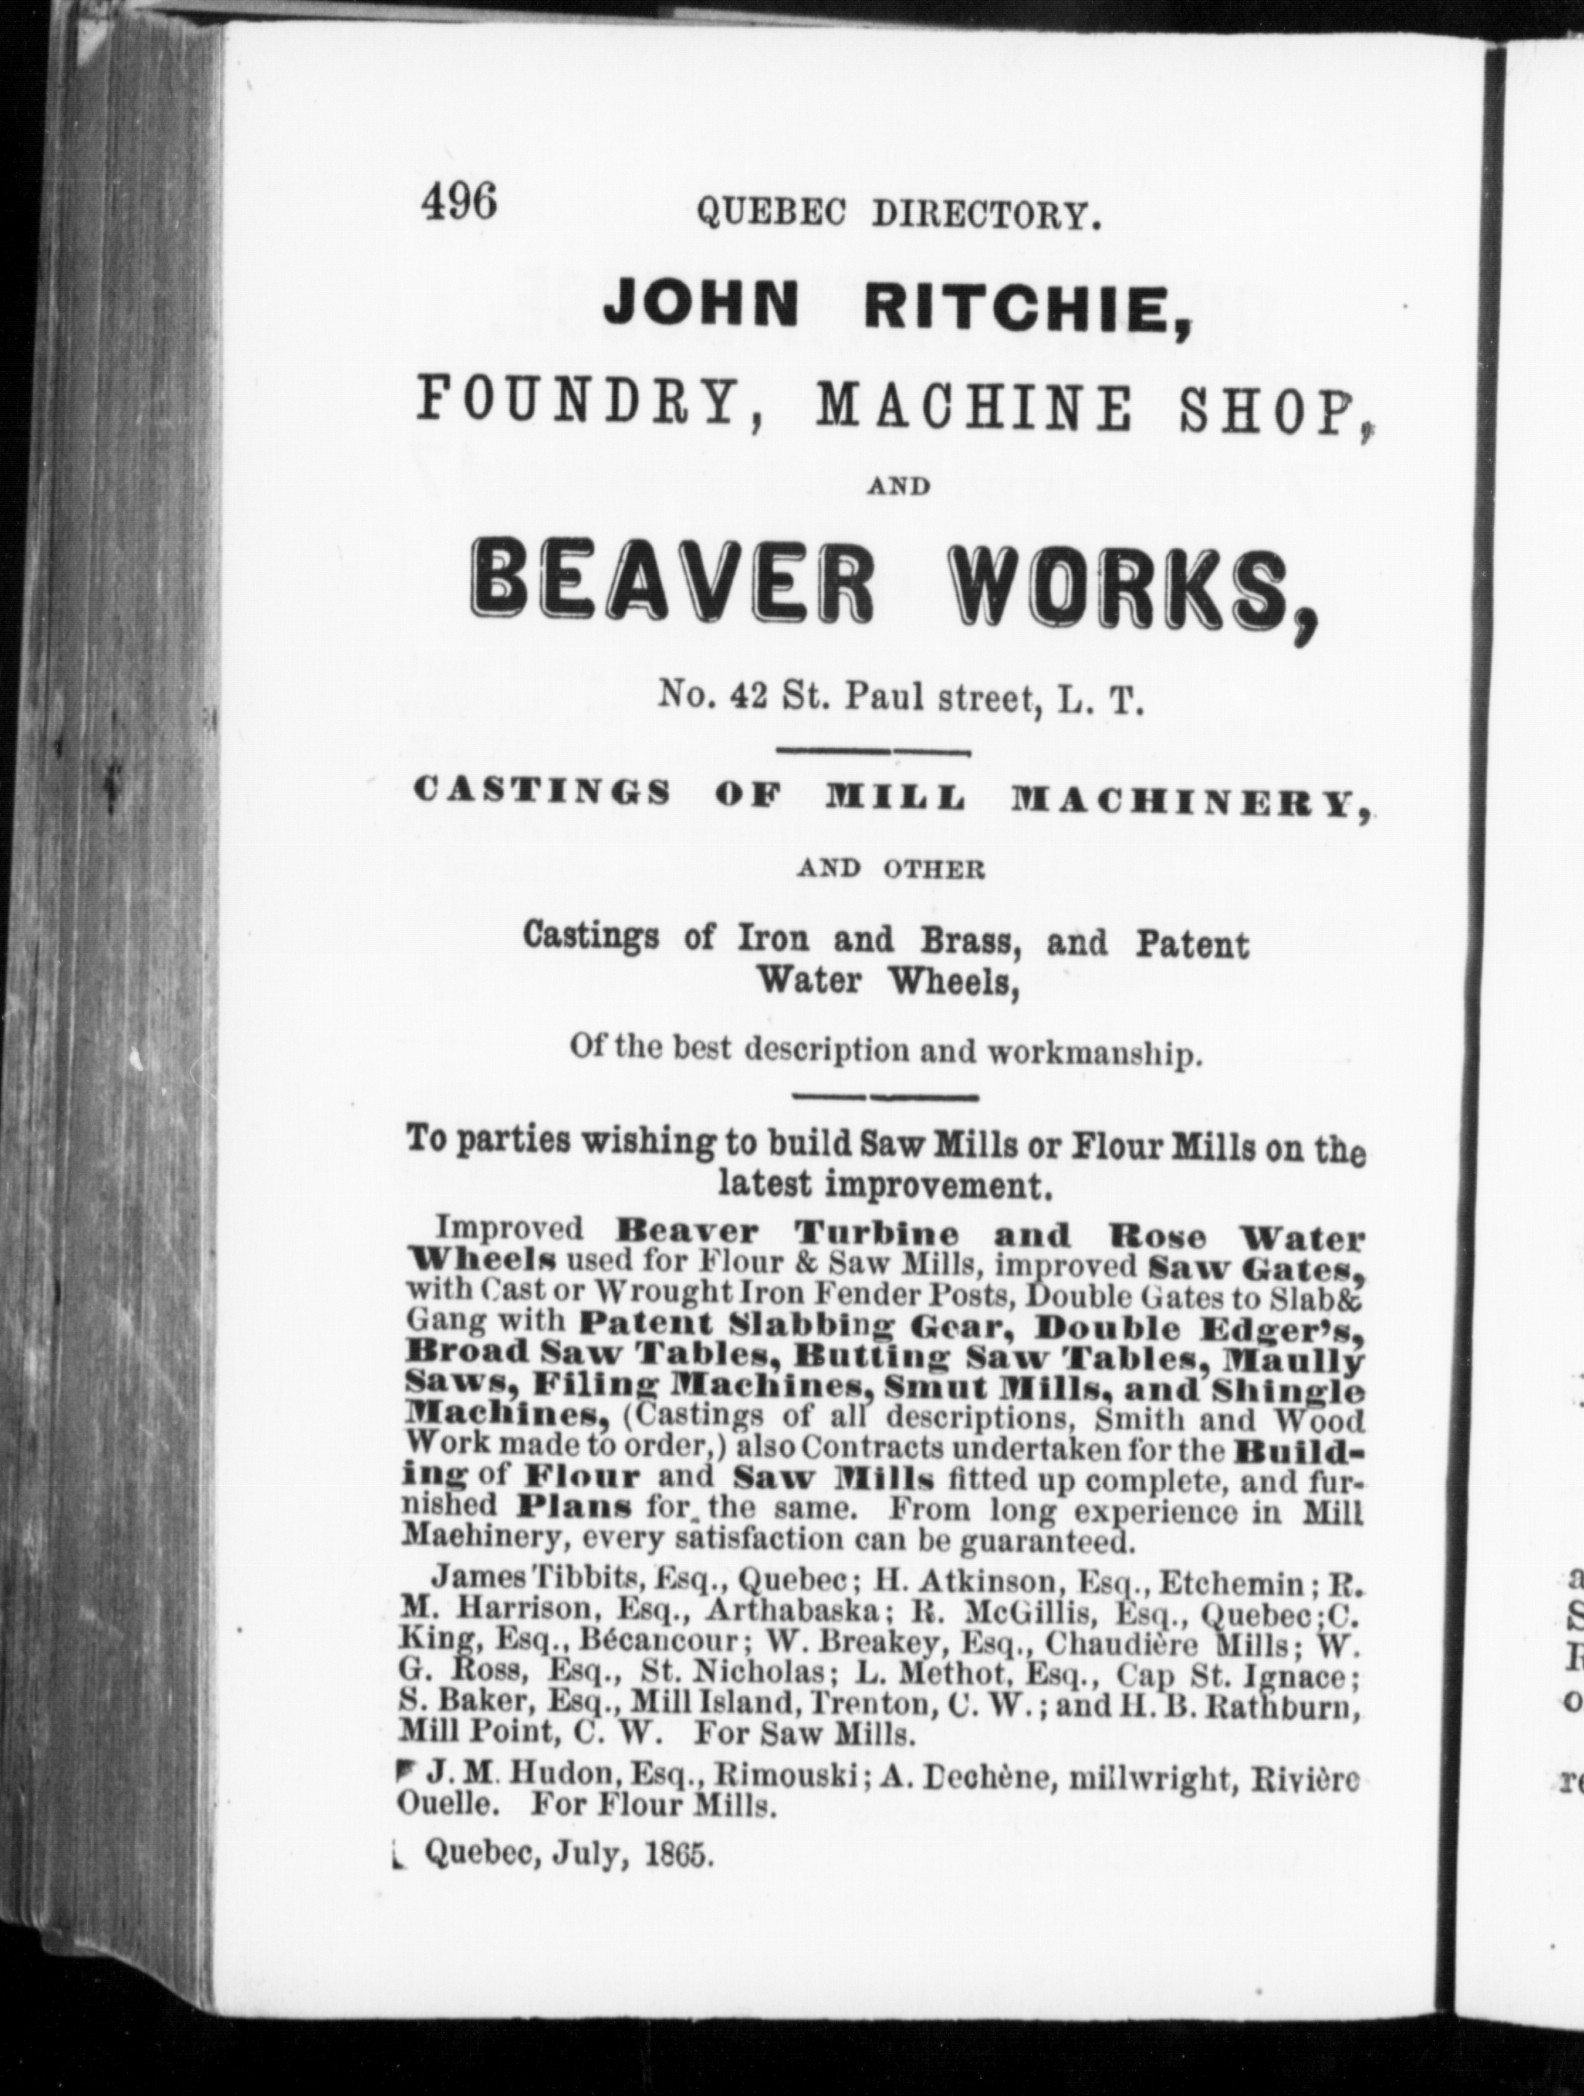 496 QUEBEC DIRECTORY.
JOHN RITCHIE,
FOUNDRY, MACHINE SHOP,
AND
BEAVER WORKS,
No. 42 St. Paul street, L. T.
CASTINGS OF MILL MACHINERY,
AND OTHER
Castings of Iron and Brass, and Patent
Water Wheels,
Of the best description and workmanship.
To parties wishing to build Saw Mills or Flour Mills on the
latest improvement.
Improved Beaver Turbine and Rose Water
Wheels used for Flour & Saw Mills, improved Saw Gates,
with Cast or Wrought Iron Fender Posts, Double Gates to Slab&
Gang with Patent Slabbing Gear, Double Edger's,
Broad Saw Tables, Butting Saw Tables, Maully
Saws, Filing Machines, Smut Mills, and Shingle
Machines, (Castings of all descriptions, Smith and Wood
Work made to order,) also Contracts undertaken for the Build-
ing of Flour and Saw Mills fitted up complete, and fur-
nished Plans for the same. From long experience in Mill
Maehinery, every satisfaction can be guaranteed.
James Tibbits, Esq., Quebec; H. Atkinson, Esq., Etchemin; R.
M. Harrison, Esq., Arthabaska; R. McGillis, Esq., Quebec;C.
King, Esq., Bécancour; W. Breakey, Esq., Chaudière Mills; W.
G. Ross, Esq., St. Nicholas; L. Methot, Esq., Cap St. Ignace;
S. Baker, Esq., Mill Island, Trenton, C. W.; and H. B. Rathburn,
Mill Point, C. W. For Saw Mills.
J. M. Hudon, Esq., Rimouski; A. Dechène, millwright, Rivière
Ouelle. For Flour Mills.
Quebec, July, 1865.